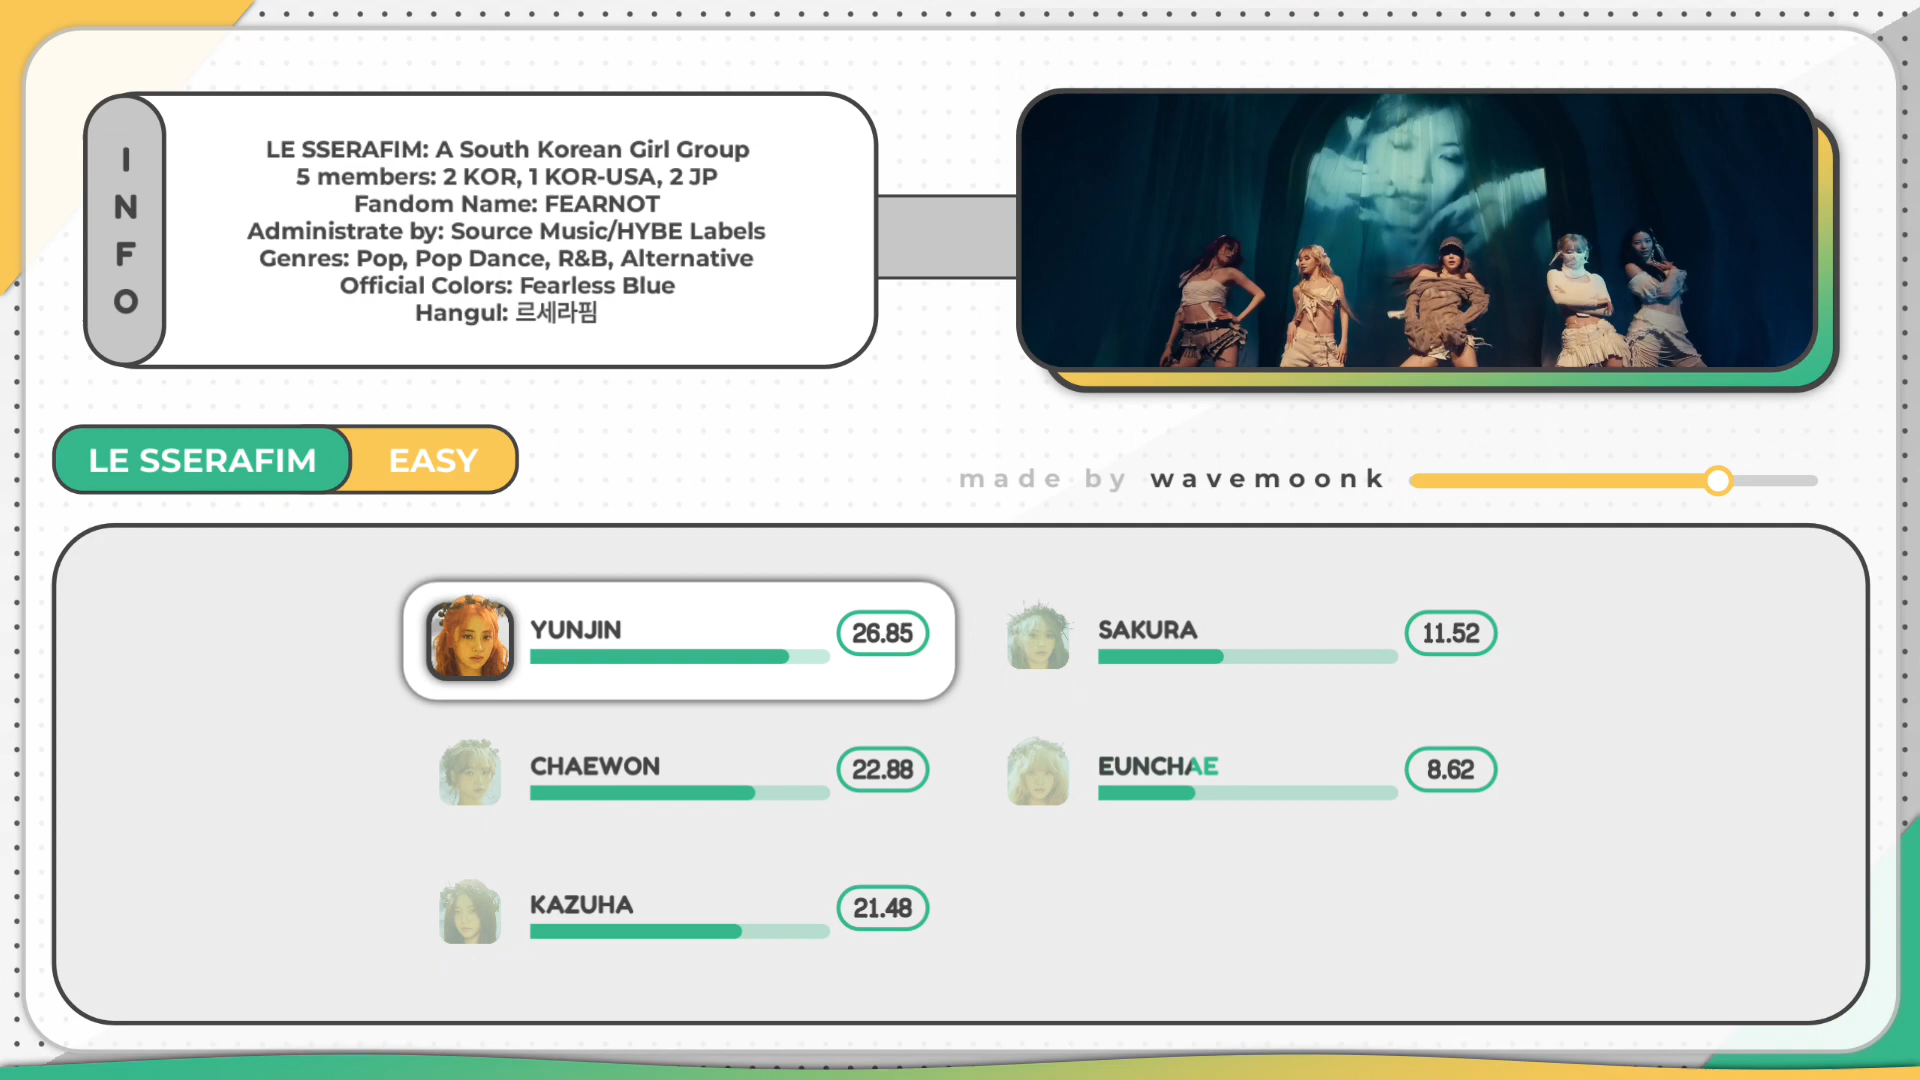 INFO
LE SSERAFIM: A South Korean Girl Group
5 members: 2 KOR, 1 KOR-USA, 2 JP
Fandom Name: FEARNOT
Administrate by: Source Music/HYBE Labels
Genres: Pop, Pop Dance, R&B, Alternative
Official Colors: Fearless Blue
Hangul: 르세라핌
LE SSERAFIM EASY
made by wavemoonk
YUNJIN 26.85
SAKURA 11.52
CHAEWON 22.88
EUNCHAE 8.62
KAZUHA 21.48